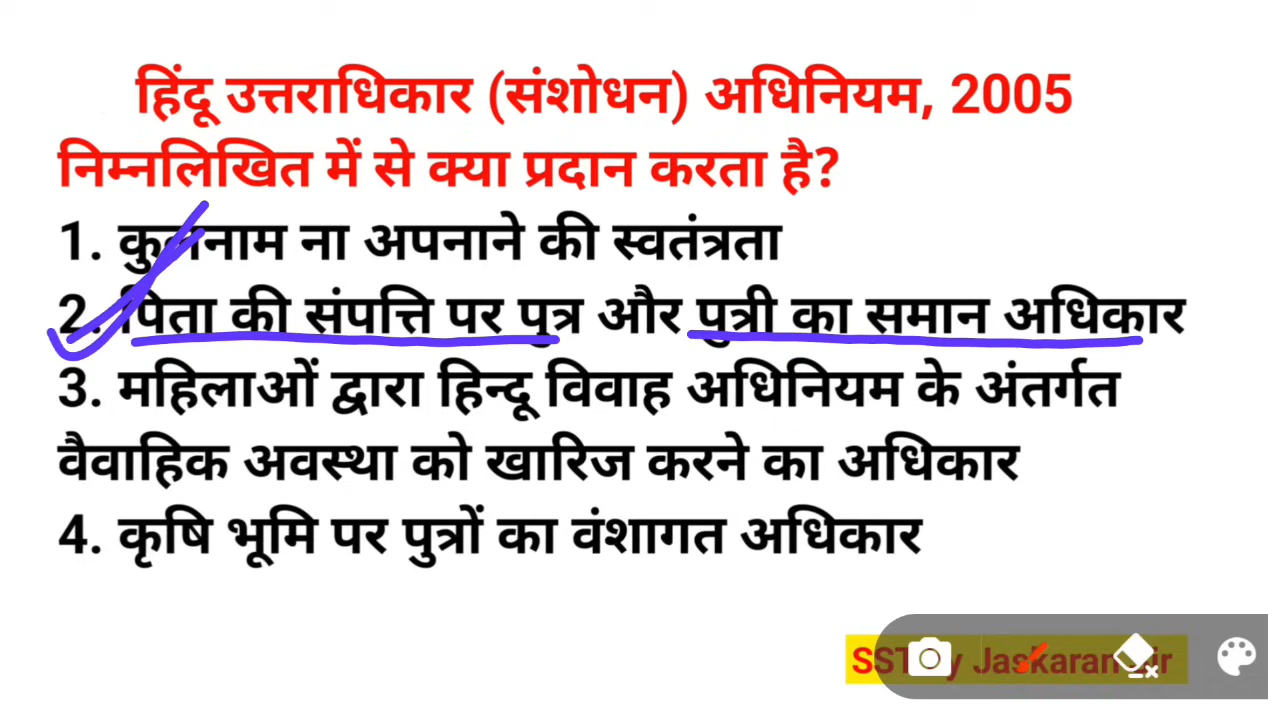 हिंदू उत्तराधिकार (संशोधन) अधिनियम, 2005
निम्नलिखित में से क्या प्रदान करता है?
1. कुलनाम ना अपनाने की स्वतंत्रता
2. पिता की संपत्ति पर पुत्र और पुत्री का समान अधिकार
3. महिलाओं द्वारा हिन्दू विवाह अधिनियम के अंतर्गत
वैवाहिक अवस्था को खारिज करने का अधिकार
4. कृषि भूमि पर पुत्रों का वंशागत अधिकार
Jaskaran